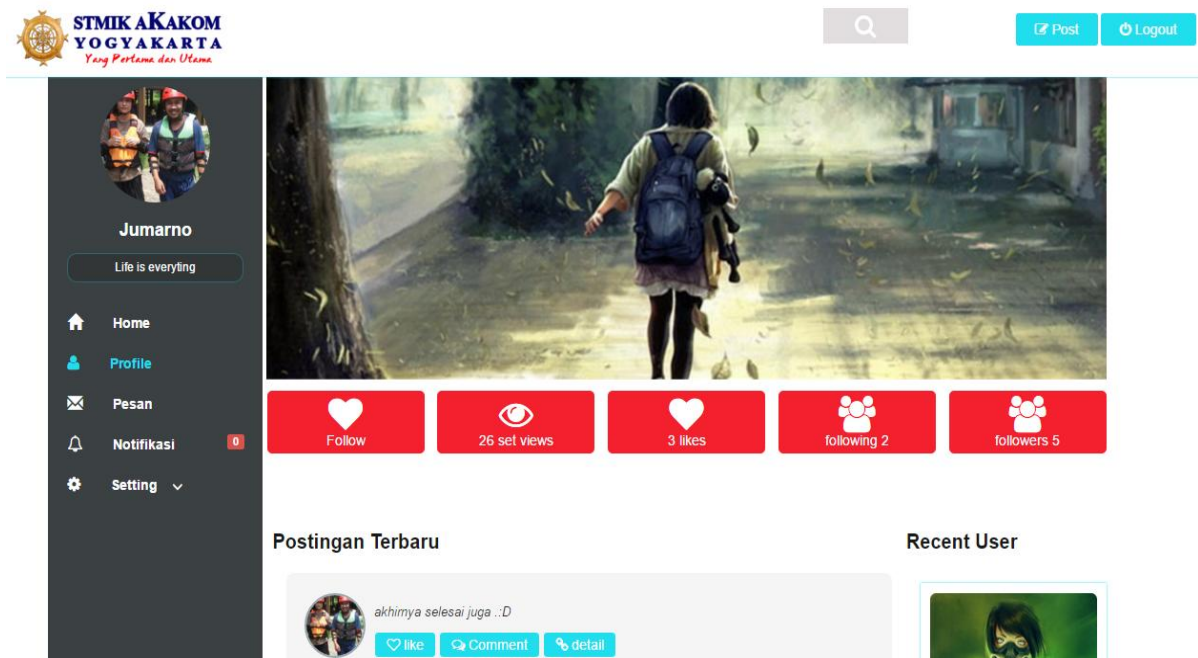 STMIK AKAKOM
YOGYAKARTA
Yang Pertama dan Utama
Post
Logout
Jumarno
Life is everyting
Home
Profile
Pesan
Notifikasi 0
Setting
Follow
26 set views
3 likes
following 2
followers 5
Postingan Terbaru
Recent User
akhirnya selesai juga .:D
like
Comment
detail